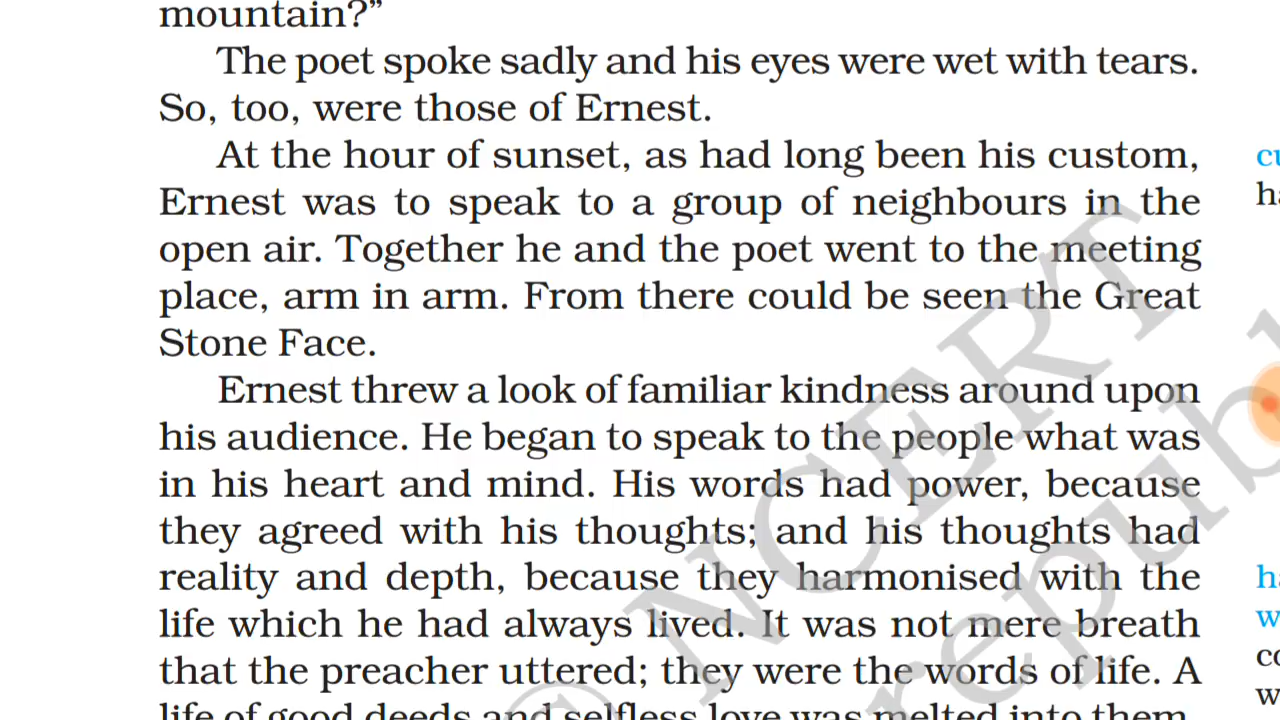 mountain?”
The poet spoke sadly and his eyes were wet with tears.
So, too, were those of Ernest.
At the hour of sunset, as had long been his custom,
Ernest was to speak to a group of neighbours in the
open air. Together he and the poet went to the meeting
place, arm in arm. From there could be seen the Great
Stone Face.
Ernest threw a look of familiar kindness around upon
his audience. He began to speak to the people what was
in his heart and mind. His words had power, because
they agreed with his thoughts; and his thoughts had
reality and depth, because they harmonised with the
life which he had always lived. It was not mere breath
that the preacher uttered; they were the words of life. A
life of good deeds and selfless love was melted into them.
© NCERT